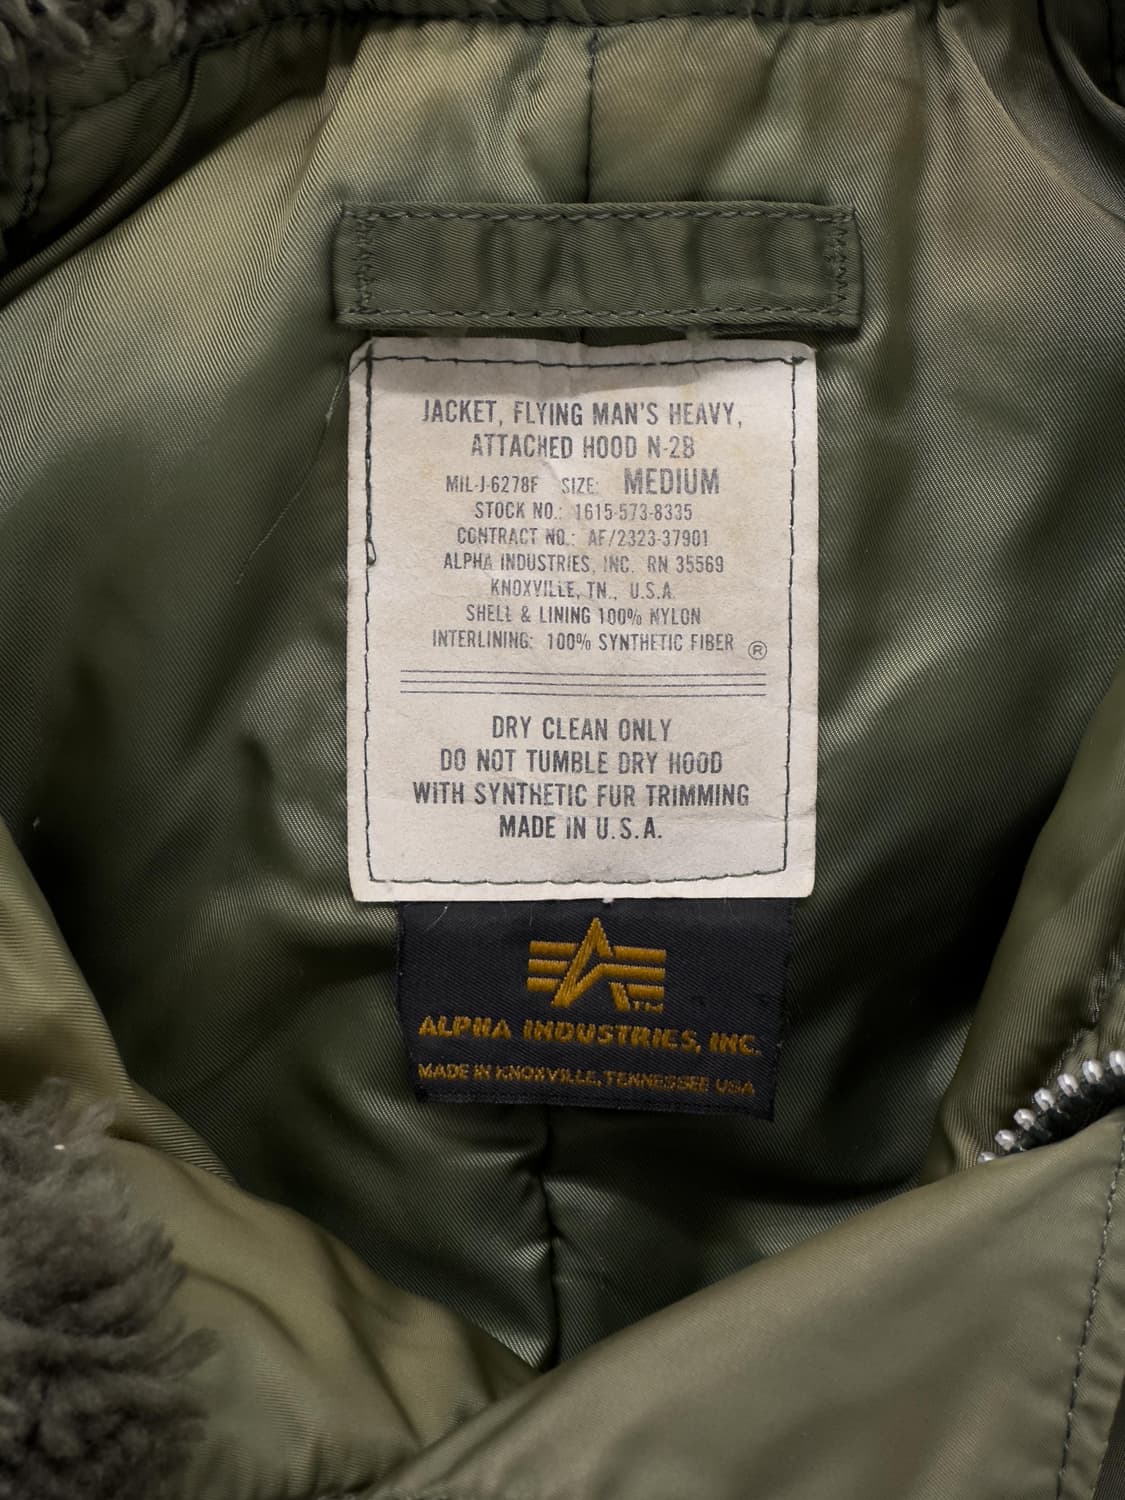 JACKET, FLYING MAN'S HEAVY,
ATTACHED HOOD N-2B
MIL-J-6278F SIZE: MEDIUM
STOCK NO.: 1615-573-8335
CONTRACT NO.: AF/2323-37901
ALPHA INDUSTRIES, INC. RN 35569
KNOXVILLE, TN., U.S.A.
SHELL & LINING 100% NYLON
INTERLINING: 100% SYNTHETIC FIBER ®
DRY CLEAN ONLY
DO NOT TUMBLE DRY HOOD
WITH SYNTHETIC FUR TRIMMING
MADE IN U.S.A.
TM
ALPHA INDUSTRIES, INC.
MADE IN KNOXVILLE, TENNESSEE USA